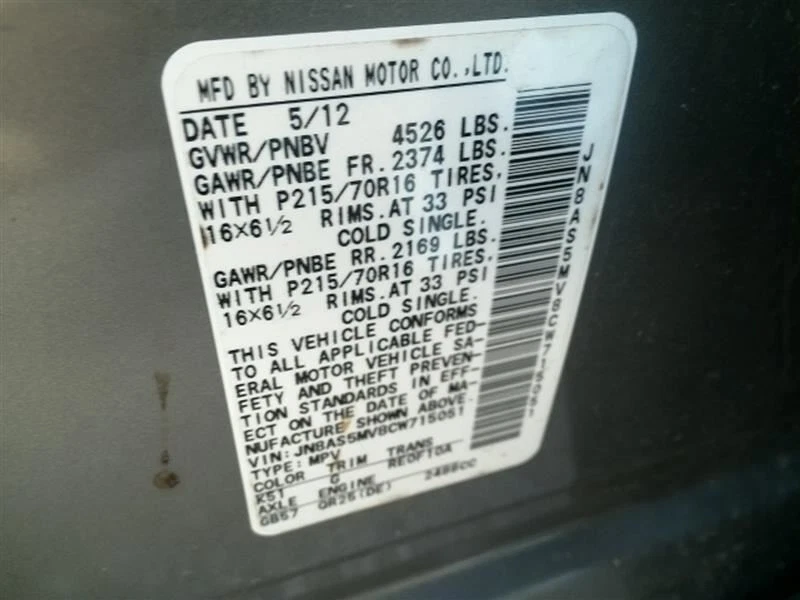 MFD BY NISSAN MOTOR CO.,LTD.
DATE 5/12
GVWR/PNBV 4526 LBS.
GAWR/PNBE FR. 2374 LBS.
WITH P215/70R16 TIRES,
16×6½ RIMS. AT 33 PSI
COLD SINGLE.
GAWR/PNBE RR. 2169 LBS.
WITH P215/70R16 TIRES,
16×6½ RIMS. AT 33 PSI
COLD SINGLE.
THIS VEHICLE CONFORMS
TO ALL APPLICABLE FED-
ERAL MOTOR VEHICLE SA-
FETY AND THEFT PREVEN-
TION STANDARDS IN EFF-
ECT ON THE DATE OF MA-
NUFACTURE SHOWN ABOVE.
VIN: JN8AS5MV8CW715051
TYPE: MPV
COLOR TRIM TRANS
K51 G RE0F10A
AXLE ENGINE
GB57 QR25(DE) 2488CC
JN8AS5MV8CW715051